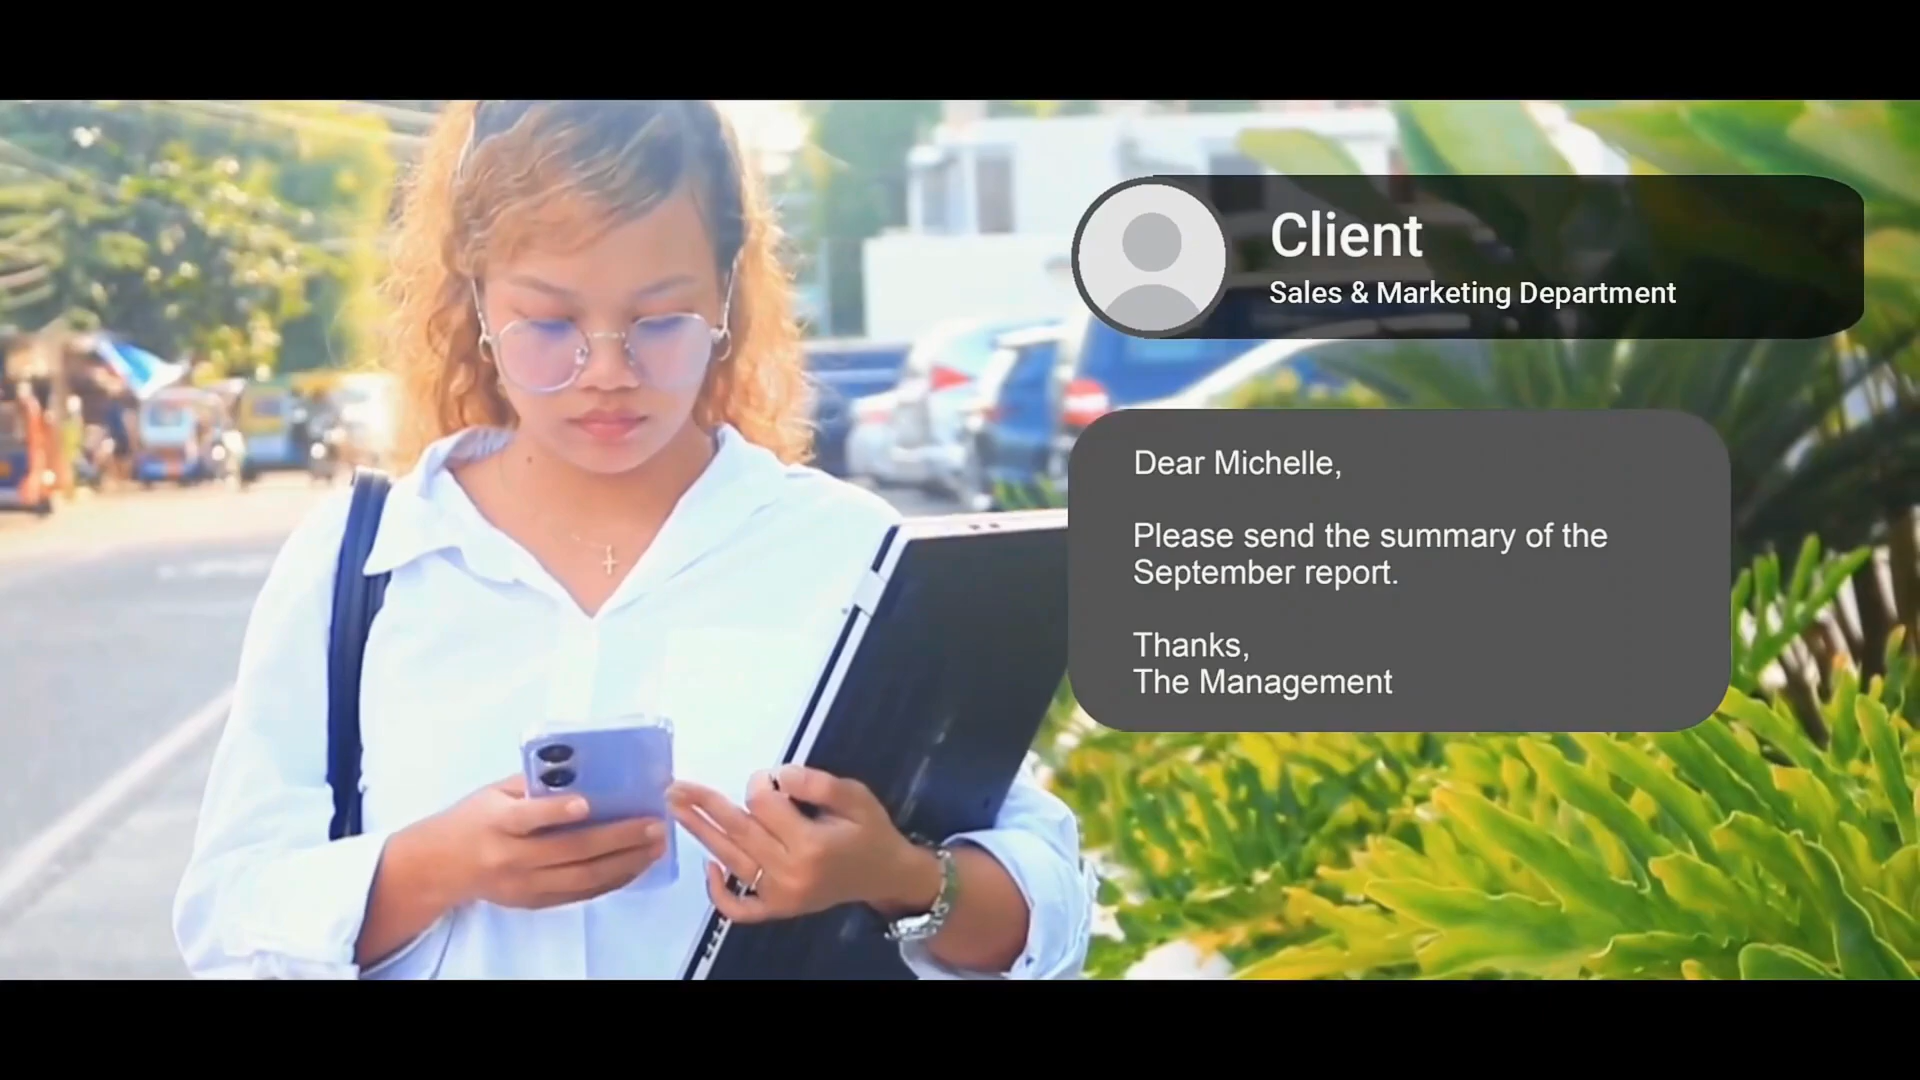 Client
Sales & Marketing Department
Dear Michelle,
Please send the summary of the
September report.
Thanks,
The Management